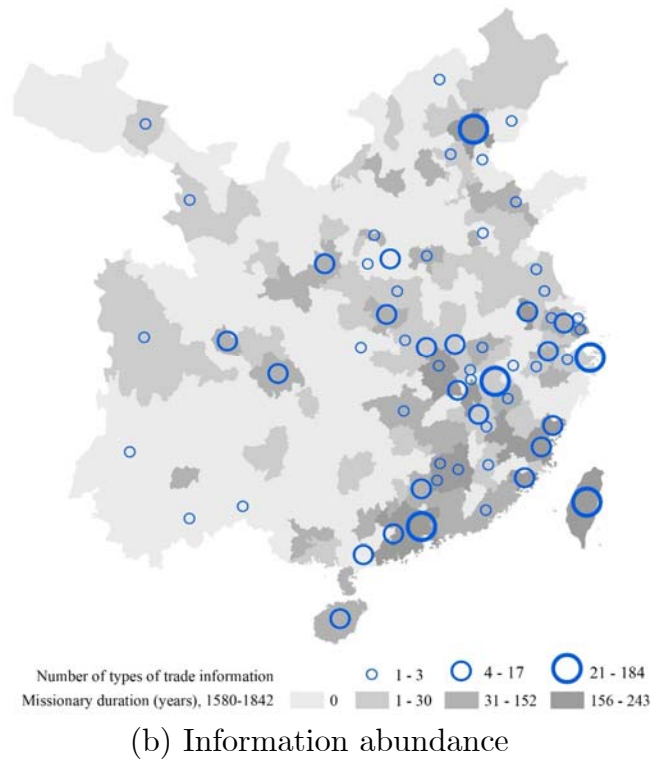 Number of types of trade information 1 - 3 4 - 17 21 - 184
Missionary duration (years), 1580-1842 0 1 - 30 31 - 152 156 - 243
(b) Information abundance